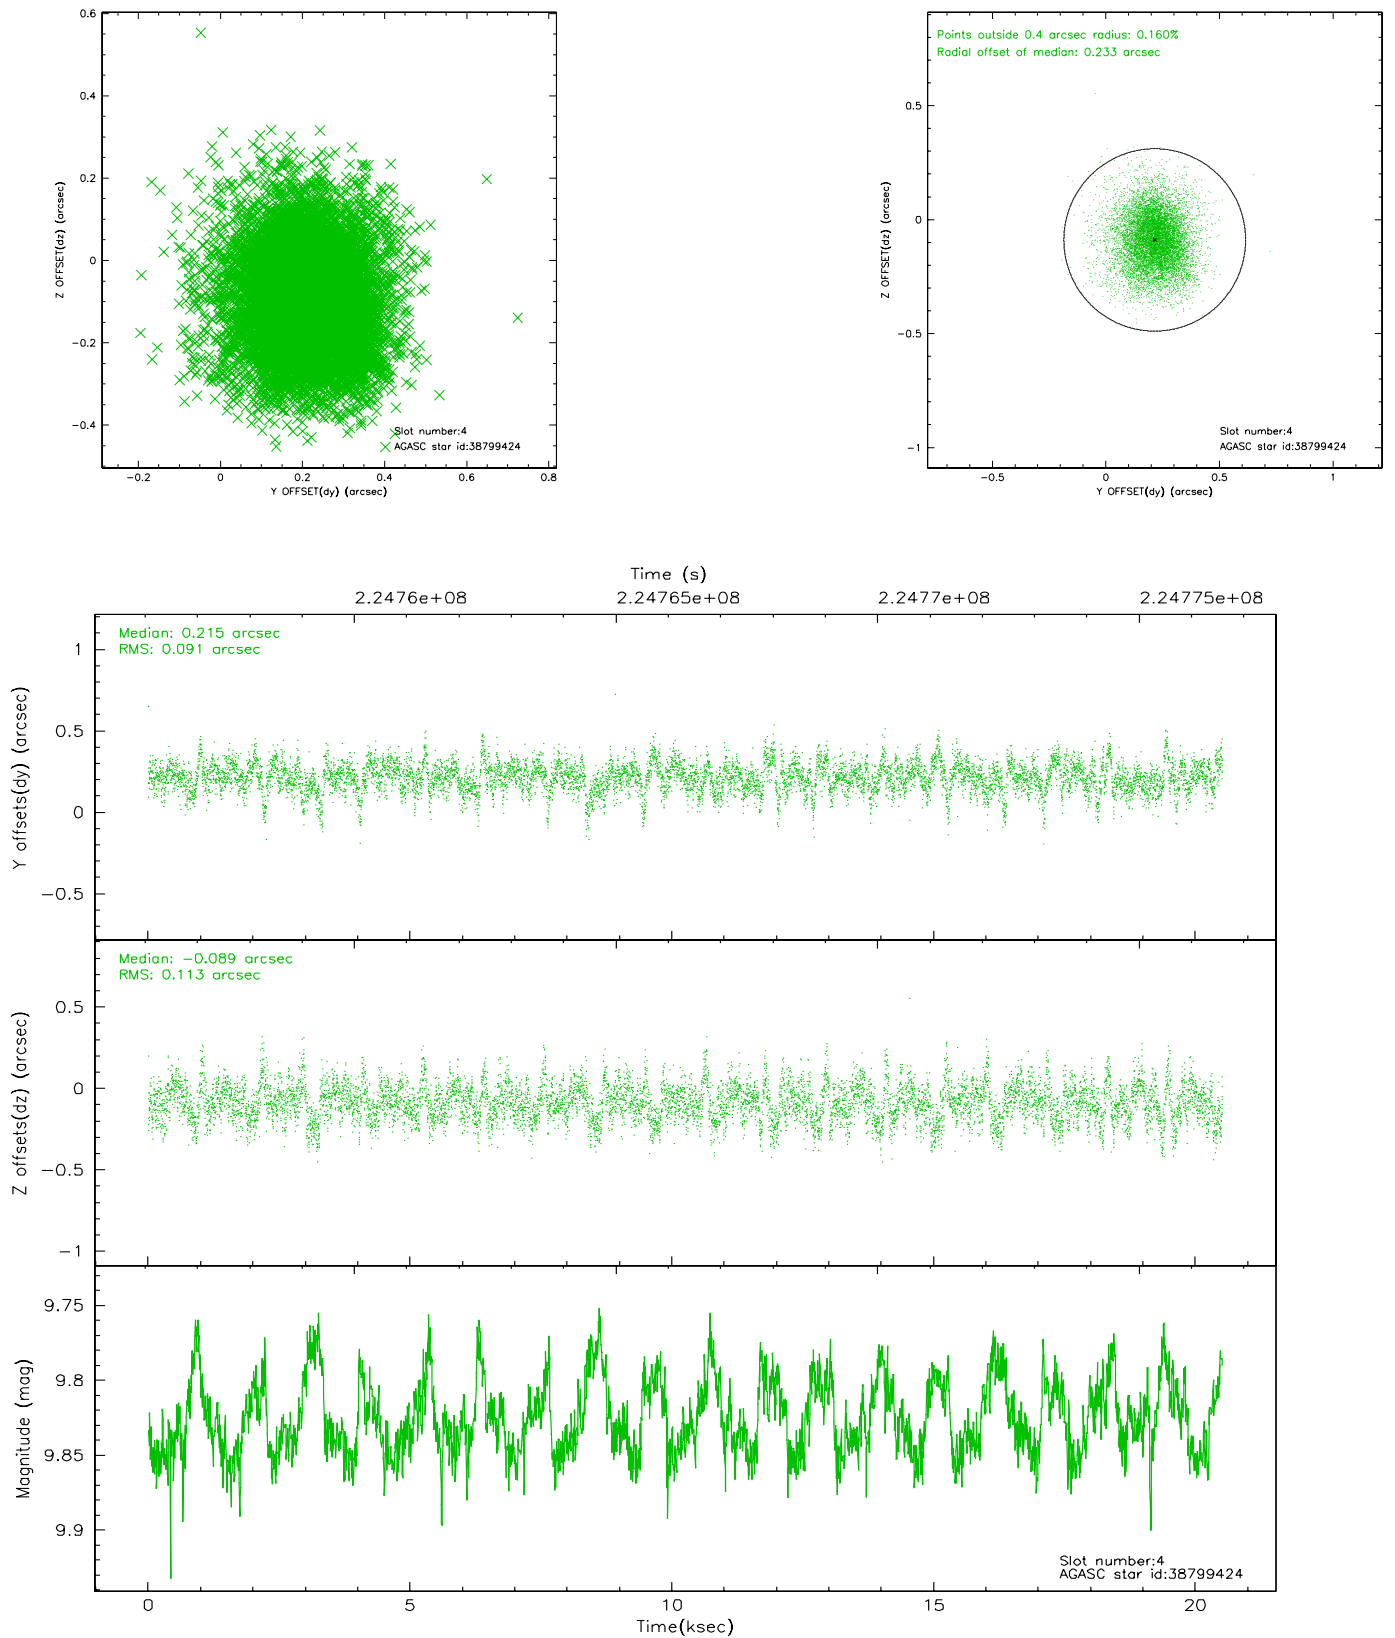 0.6
0.4
0.2
0
−0.2
−0.4
Z OFFSET(dz) (arcsec)
Slot number:4
AGASC star id:38799424
−0.2 0 0.2 0.4 0.6 0.8
Y OFFSET(dy) (arcsec)
Points outside 0.4 arcsec radius: 0.160%
Radial offset of median: 0.233 arcsec
0.5
0
−0.5
−1
Z OFFSET(dz) (arcsec)
Slot number:4
AGASC star id:38799424
−0.5 0 0.5 1
Y OFFSET(dy) (arcsec)
Time (s)
2.2476e+08 2.24765e+08 2.2477e+08 2.24775e+08
Median: 0.215 arcsec
RMS: 0.091 arcsec
1
0.5
0
−0.5
Y offsets(dy) (arcsec)
Median: −0.089 arcsec
RMS: 0.113 arcsec
0.5
0
−0.5
−1
Z offsets(dz) (arcsec)
9.75
9.8
9.85
9.9
Magnitude (mag)
Slot number:4
AGASC star id:38799424
0 5 10 15 20
Time(ksec)